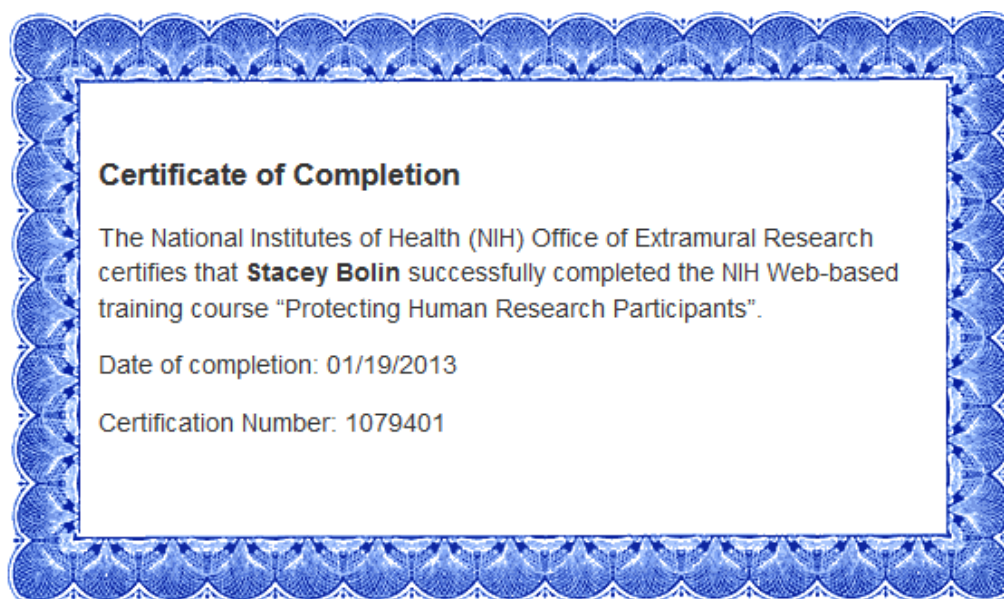 Certificate of Completion
The National Institutes of Health (NIH) Office of Extramural Research
certifies that Stacey Bolin successfully completed the NIH Web-based
training course “Protecting Human Research Participants”.
Date of completion: 01/19/2013
Certification Number: 1079401